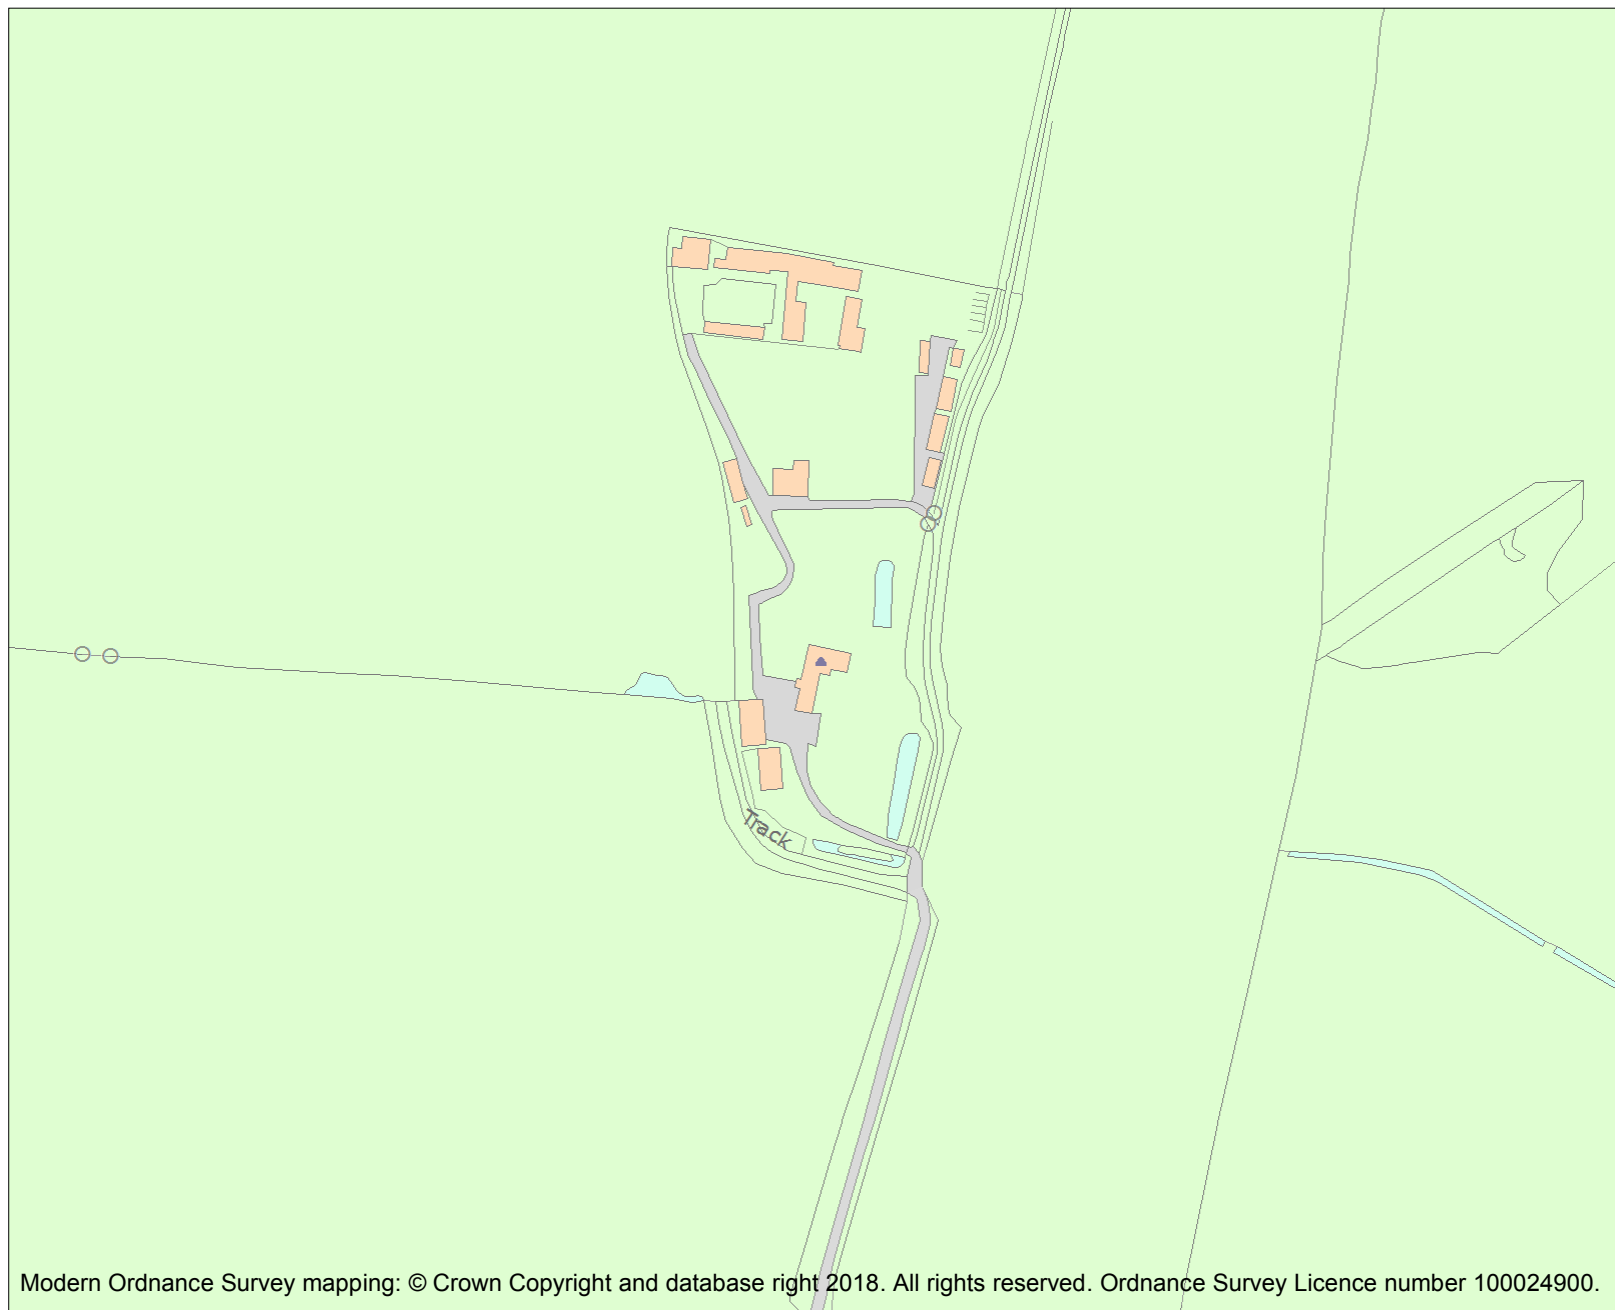 Track
Modern Ordnance Survey mapping: © Crown Copyright and database right 2018. All rights reserved. Ordnance Survey Licence number 100024900.